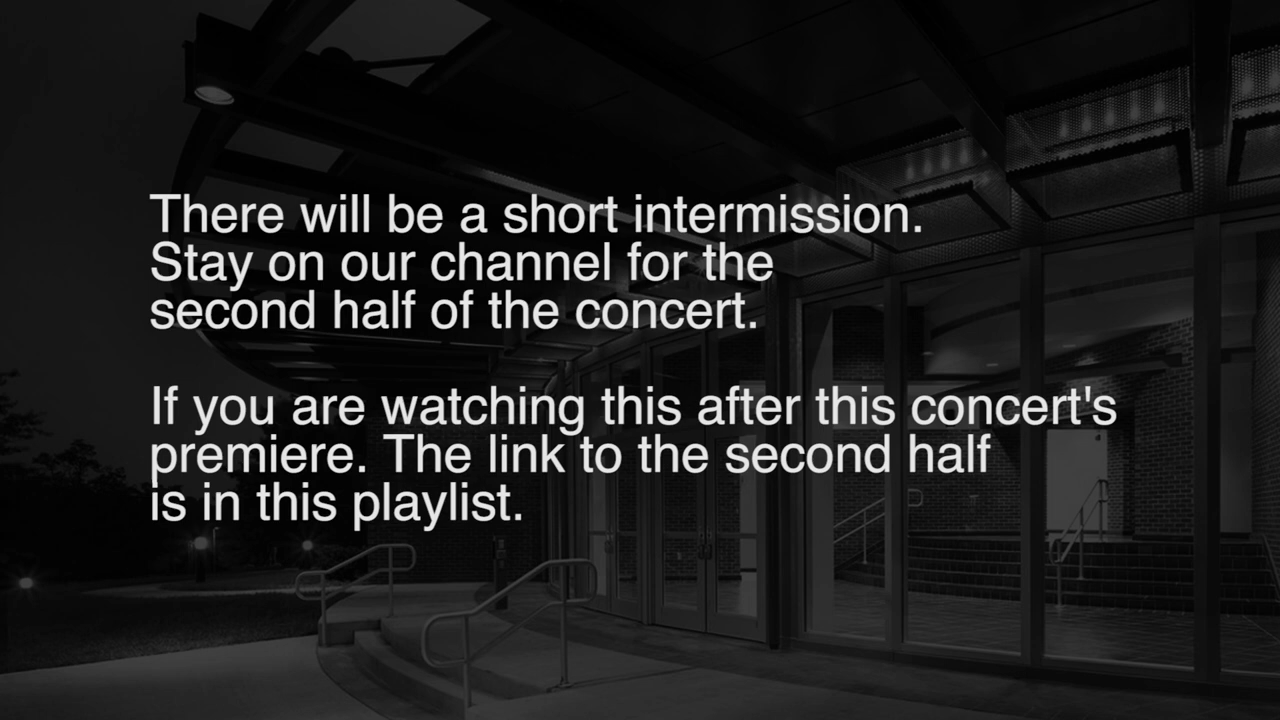 There will be a short intermission.
Stay on our channel for the
second half of the concert.
If you are watching this after this concert's
premiere. The link to the second half
is in this playlist.